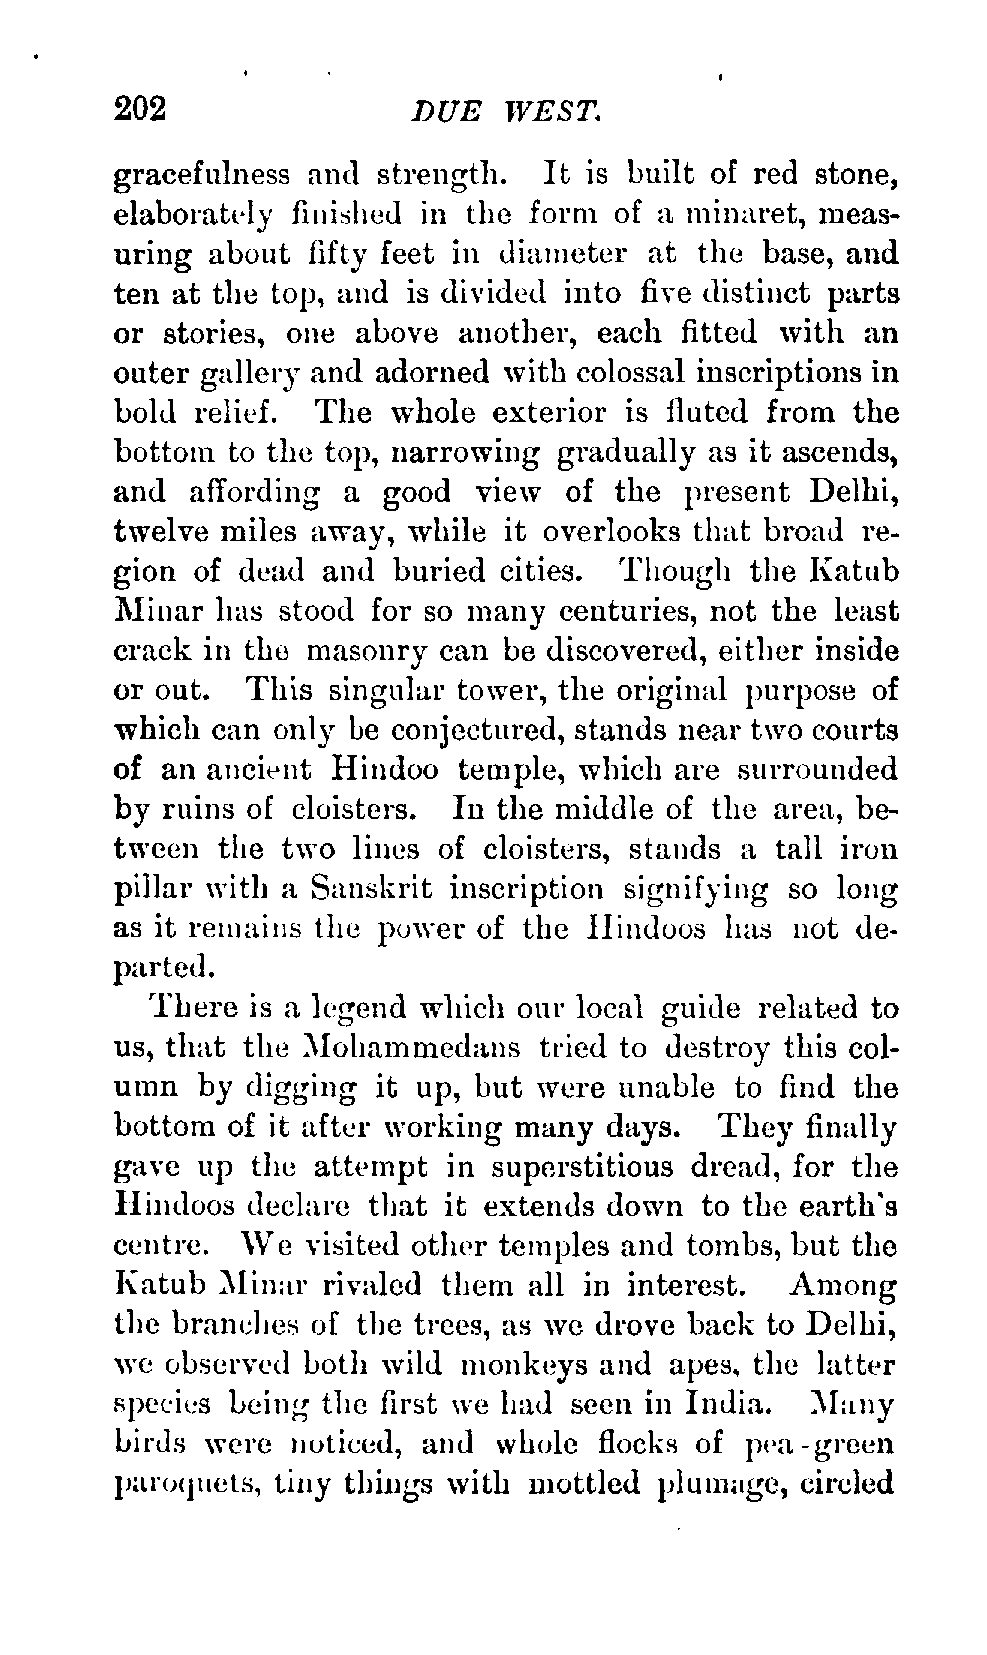 202 DUE WEST.
gracefulness and strength. It is built of red stone,
elaborately finished in the form of a minaret, meas-
uring about fifty feet in diameter at the base, and
ten at the top, and is divided into five distinct parts
or stories, one above another, each fitted with an
outer gallery and adorned with colossal inscriptions in
bold relief. The whole exterior is fluted from the
bottom to the top, narrowing gradually as it ascends,
and affording a good view of the present Delhi,
twelve miles away, while it overlooks that broad re-
gion of dead and buried cities. Though the Katub
Minar has stood for so many centuries, not the least
crack in the masonry can be discovered, either inside
or out. This singular tower, the original purpose of
which can only be conjectured, stands near two courts
of an ancient Hindoo temple, which are surrounded
by ruins of cloisters. In the middle of the area, be-
tween the two lines of cloisters, stands a tall iron
pillar with a Sanskrit inscription signifying so long
as it remains the power of the Hindoos has not de-
parted.
There is a legend which our local guide related to
us, that the Mohammedans tried to destroy this col-
umn by digging it up, but were unable to find the
bottom of it after working many days. They finally
gave up the attempt in superstitious dread, for the
Hindoos declare that it extends down to the earth's
centre. We visited other temples and tombs, but the
Katub Minar rivaled them all in interest. Among
the branches of the trees, as we drove back to Delhi,
we observed both wild monkeys and apes, the latter
species being the first we had seen in India. Many
birds were noticed, and whole flocks of pea-green
paroquets, tiny things with mottled plumage, circled